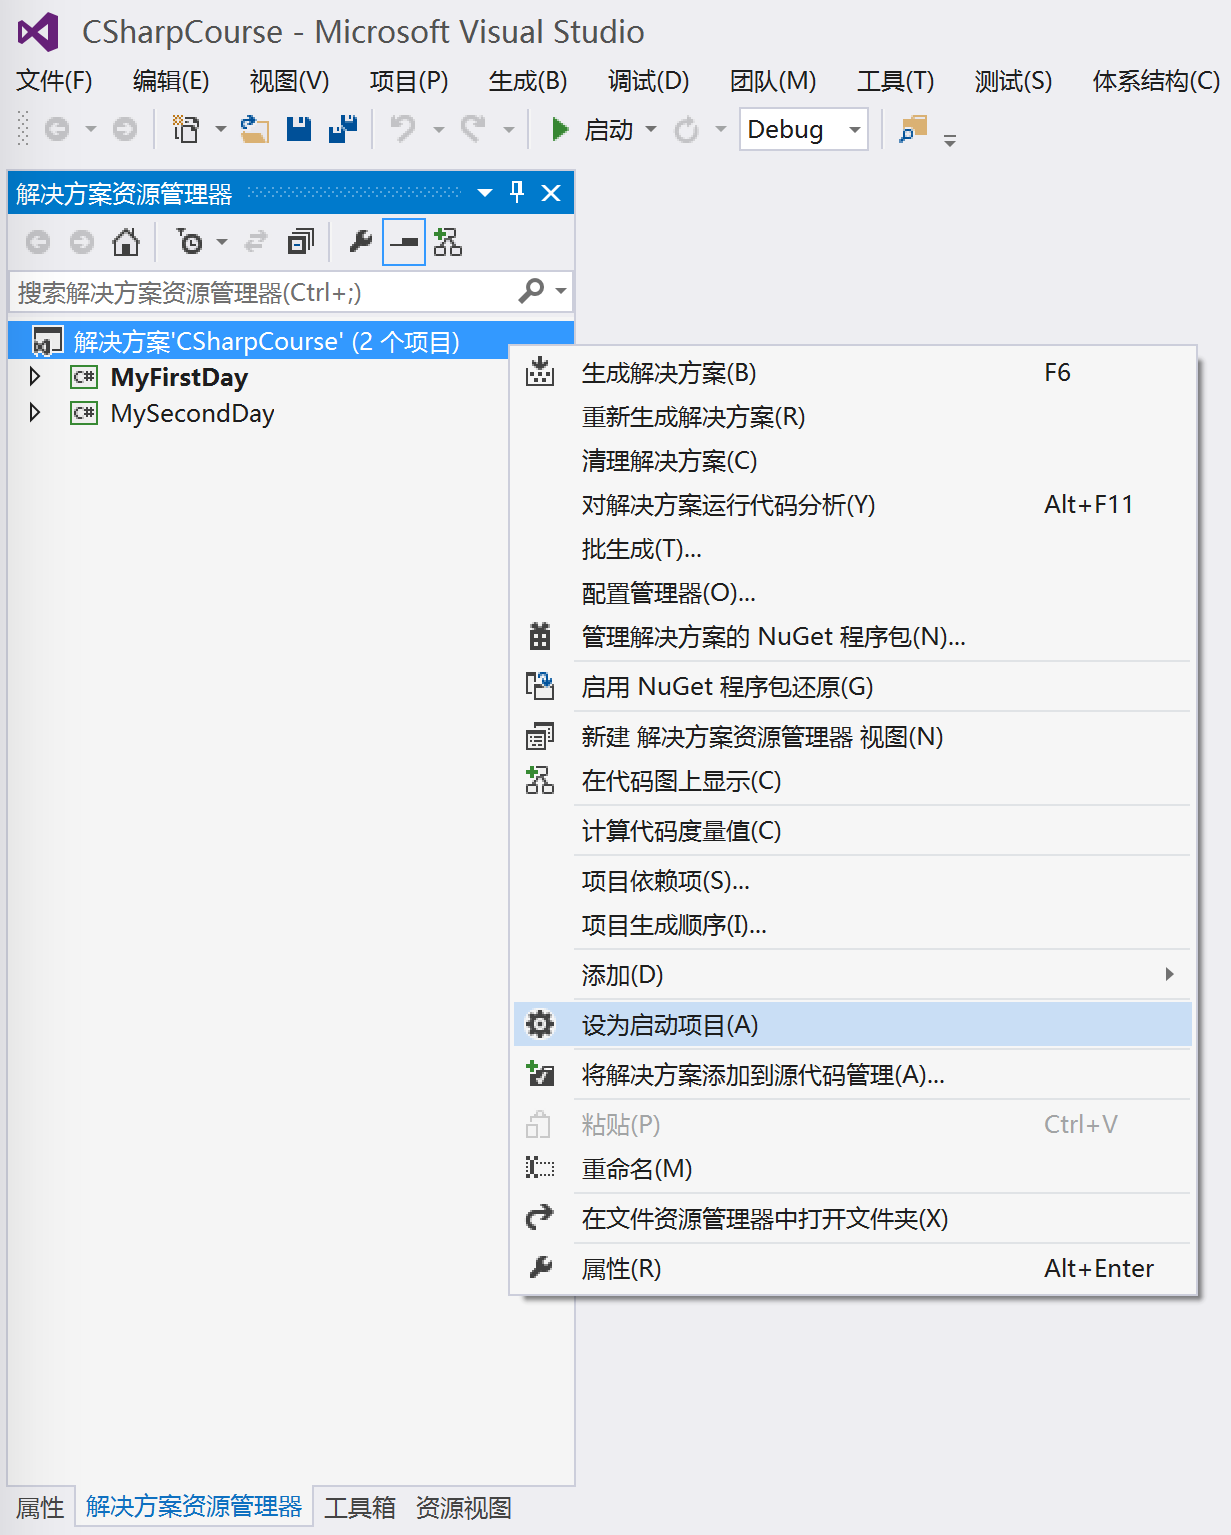 CSharpCourse - Microsoft Visual Studio
文件(F) 编辑(E) 视图(V) 项目(P) 生成(B) 调试(D) 团队(M) 工具(T) 测试(S) 体系结构(C)
启动 Debug
解决方案资源管理器
搜索解决方案资源管理器(Ctrl+;)
解决方案'CSharpCourse' (2 个项目)
C# MyFirstDay
C# MySecondDay
生成解决方案(B) F6
重新生成解决方案(R)
清理解决方案(C)
对解决方案运行代码分析(Y) Alt+F11
批生成(T)...
配置管理器(O)...
管理解决方案的 NuGet 程序包(N)...
启用 NuGet 程序包还原(G)
新建 解决方案资源管理器 视图(N)
在代码图上显示(C)
计算代码度量值(C)
项目依赖项(S)...
项目生成顺序(I)...
添加(D)
设为启动项目(A)
将解决方案添加到源代码管理(A)...
粘贴(P) Ctrl+V
重命名(M)
在文件资源管理器中打开文件夹(X)
属性(R) Alt+Enter
属性 解决方案资源管理器 工具箱 资源视图